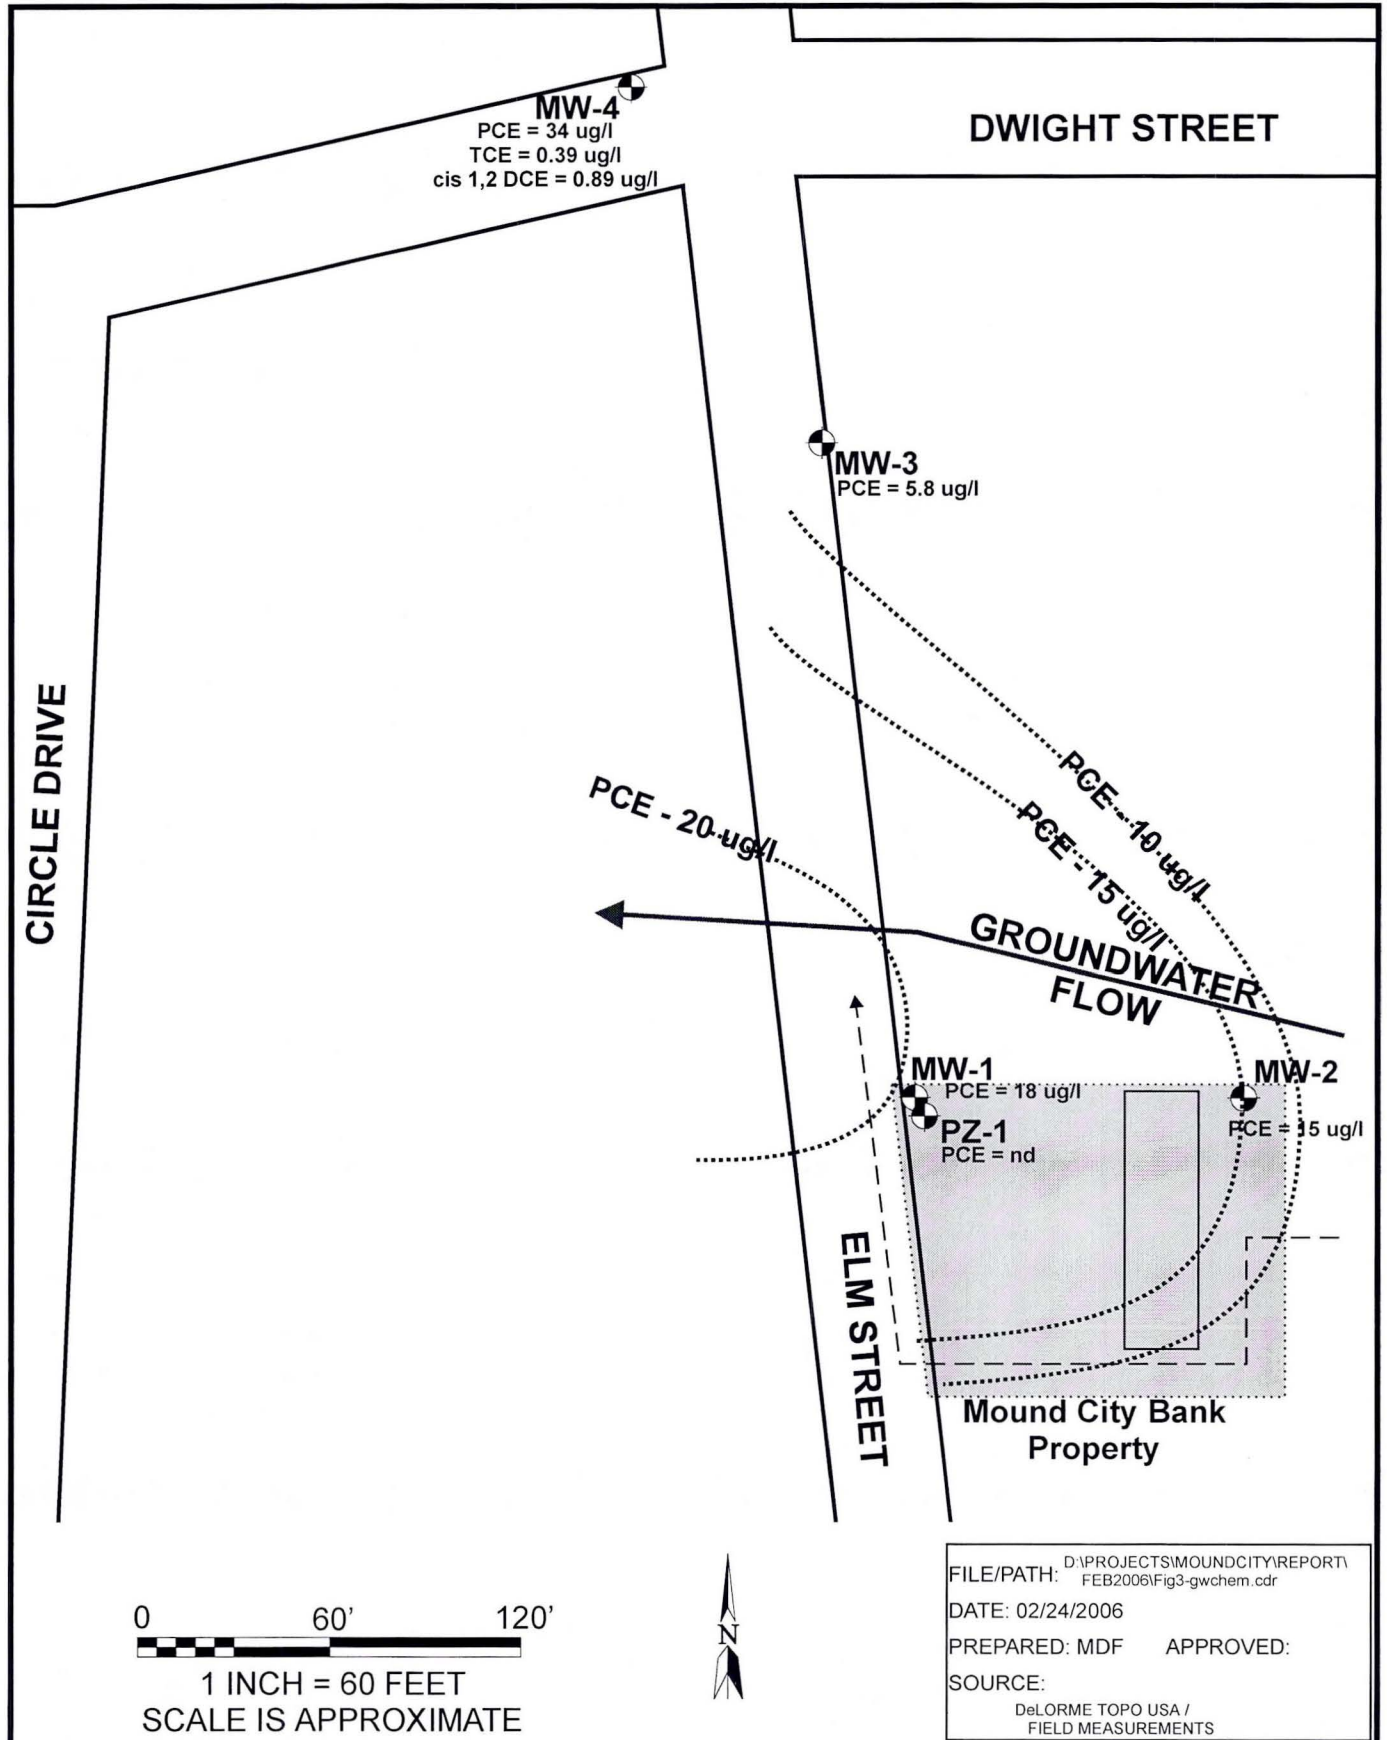 MW-4
PCE = 34 ug/l
TCE = 0.39 ug/l
cis 1,2 DCE = 0.89 ug/l
DWIGHT STREET
MW-3
PCE = 5.8 ug/l
CIRCLE DRIVE
PCE - 10 ug/l
PCE - 15 ug/l
PCE - 20 ug/l
GROUNDWATER
FLOW
MW-1
PCE = 18 ug/l
MW-2
PCE = 15 ug/l
PZ-1
PCE = nd
ELM STREET
Mound City Bank
Property
0 60' 120'
1 INCH = 60 FEET
SCALE IS APPROXIMATE
N
FILE/PATH: D:\PROJECTS\MOUNDCITY\REPORT\
FEB2006\Fig3-gwchem.cdr
DATE: 02/24/2006
PREPARED: MDF APPROVED:
SOURCE:
DeLORME TOPO USA /
FIELD MEASUREMENTS